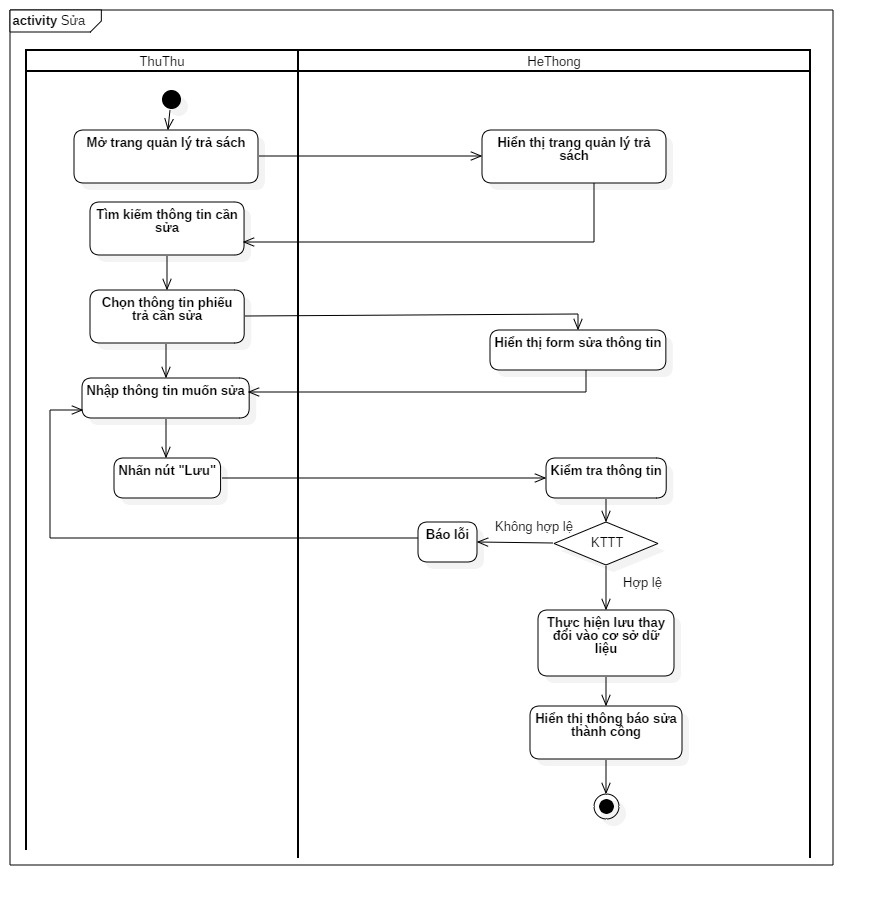 activity Sửa
ThuThu
HeThong
Mở trang quản lý trả sách
Hiển thị trang quản lý trả
sách
Tìm kiếm thông tin cần
sửa
Chọn thông tin phiếu
trả cần sửa
Hiển thị form sửa thông tin
Nhập thông tin muốn sửa
Nhấn nút "Lưu"
Kiểm tra thông tin
Không hợp lệ
Báo lỗi
KTTT
Hợp lệ
Thực hiện lưu thay
đổi vào cơ sở dữ
liệu
Hiển thị thông báo sửa
thành công